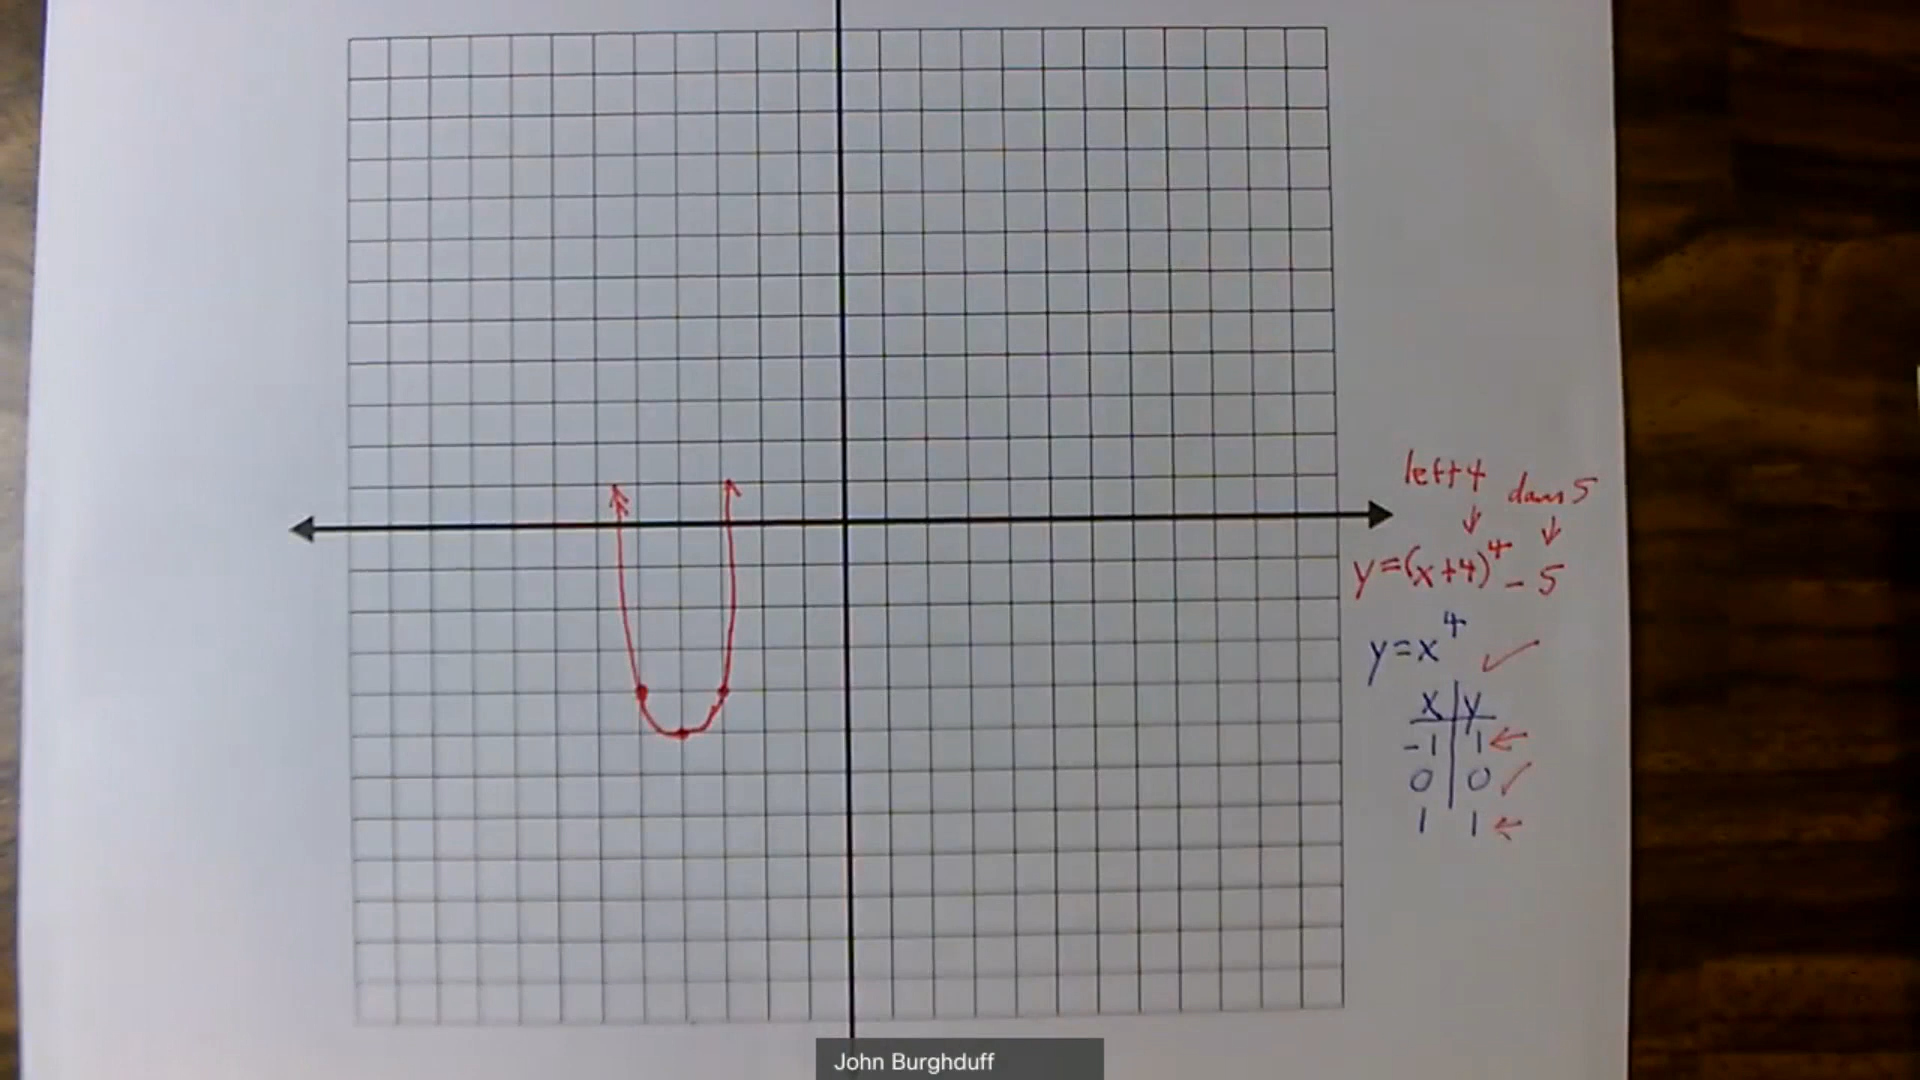 left 4 down 5
y=(x+4)⁴ - 5
y=x⁴
x y
-1 1
0 0
1 1
John Burghduff